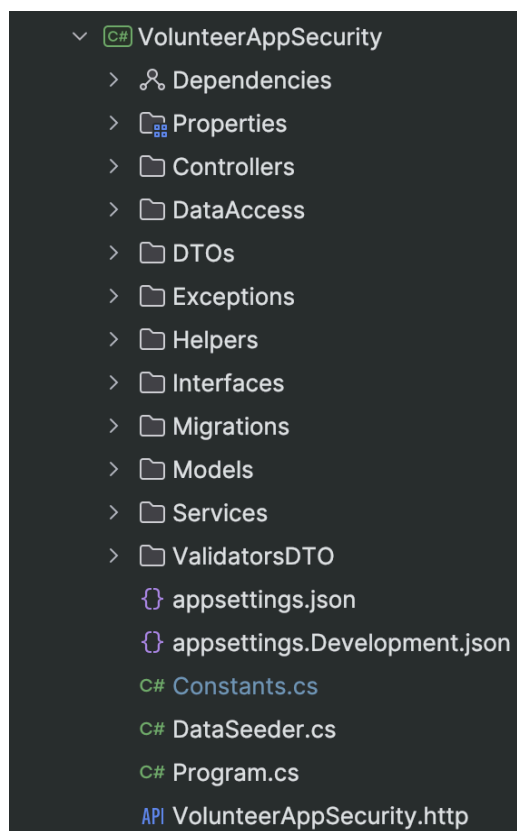 C# VolunteerAppSecurity
Dependencies
Properties
Controllers
DataAccess
DTOs
Exceptions
Helpers
Interfaces
Migrations
Models
Services
ValidatorsDTO
{} appsettings.json
{} appsettings.Development.json
C# Constants.cs
C# DataSeeder.cs
C# Program.cs
API VolunteerAppSecurity.http